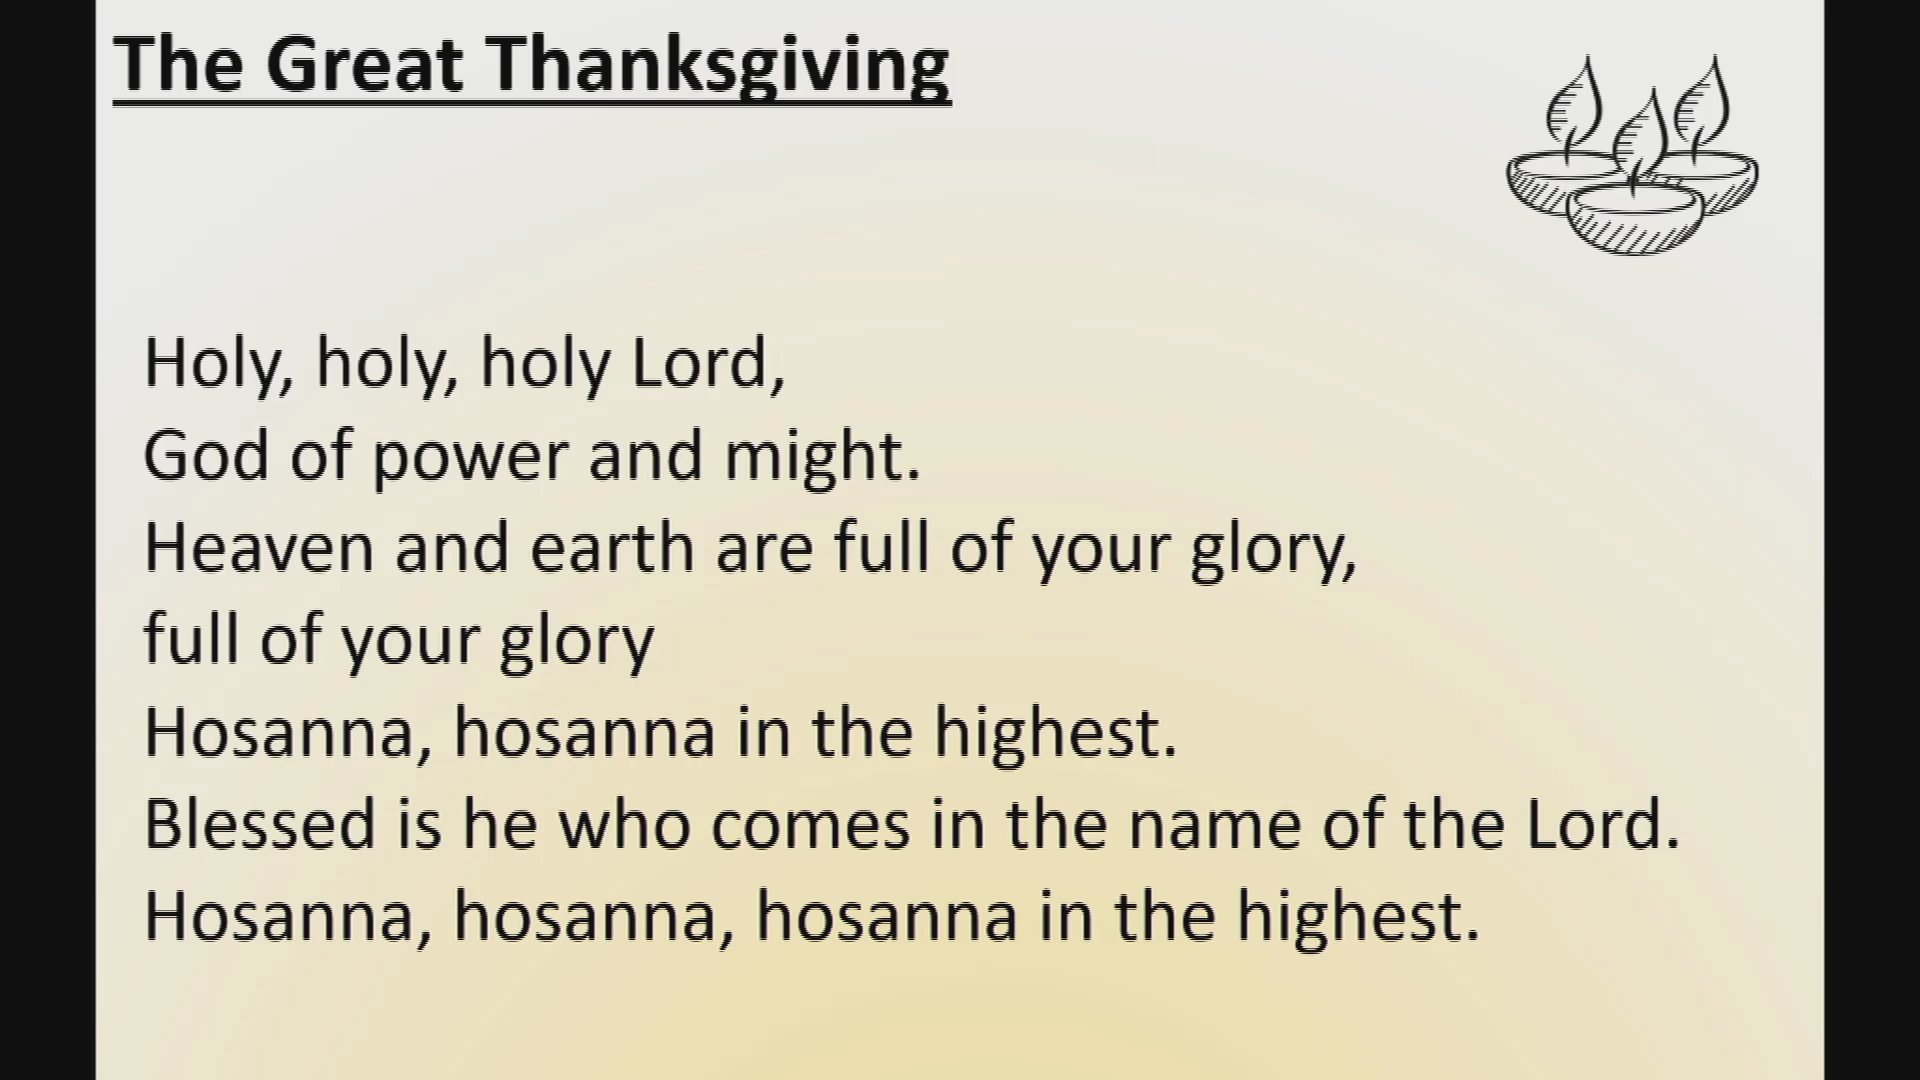 The Great Thanksgiving
Holy, holy, holy Lord,
God of power and might.
Heaven and earth are full of your glory,
full of your glory
Hosanna, hosanna in the highest.
Blessed is he who comes in the name of the Lord.
Hosanna, hosanna, hosanna in the highest.